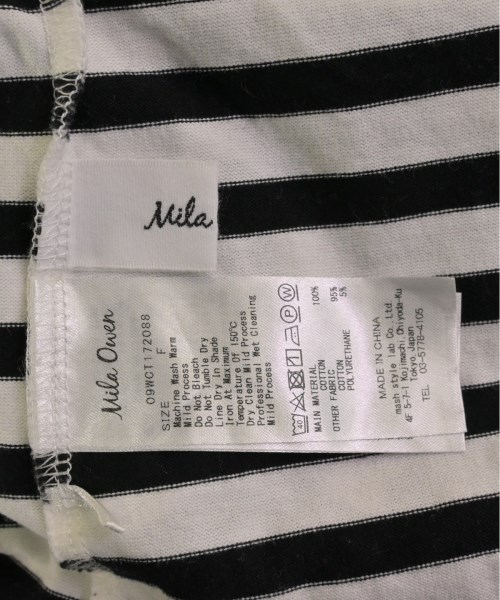 Mila
Mila Owen
09WCT172088
SIZE
F
Machine Wash Warm
Mild Process
Do Not Bleach
Do Not Tumble Dry
Line Dry In Shade
Iron At Maximum
Temperature Of 150℃
Dry Clean Mild Process
Professional Wet Cleaning
Mild Process
40 P W
MAIN MATERIAL
COTTON 100%
OTHER FABRIC
COTTON 95%
POLYURETHANE 5%
MADE IN CHINA
mash style lab Co. Ltd.
4F 5-7-1 Kojimachi,Chiyoda-Ku
Tokyo,Japan
TEL 03-5778-4105